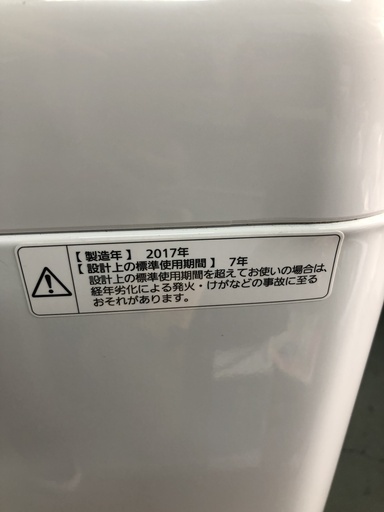 【 製造年 】 2017年
【 設計上の標準使用期間 】 7年
設計上の標準使用期間を超えてお使いの場合は、
経年劣化による発火・けがなどの事故に至る
おそれがあります。